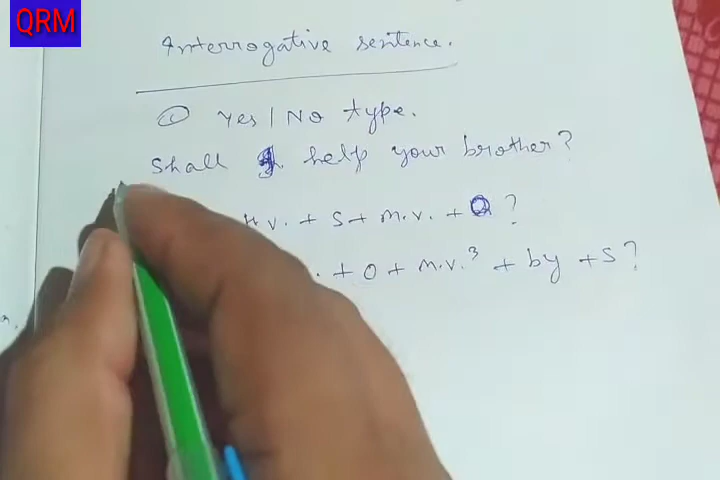 QRM
Interrogative sentence.
① Yes/No type.
Shall I help your brother?
H.V. + S + M.V. + O ?
. + O + M.V.³ + by + S?